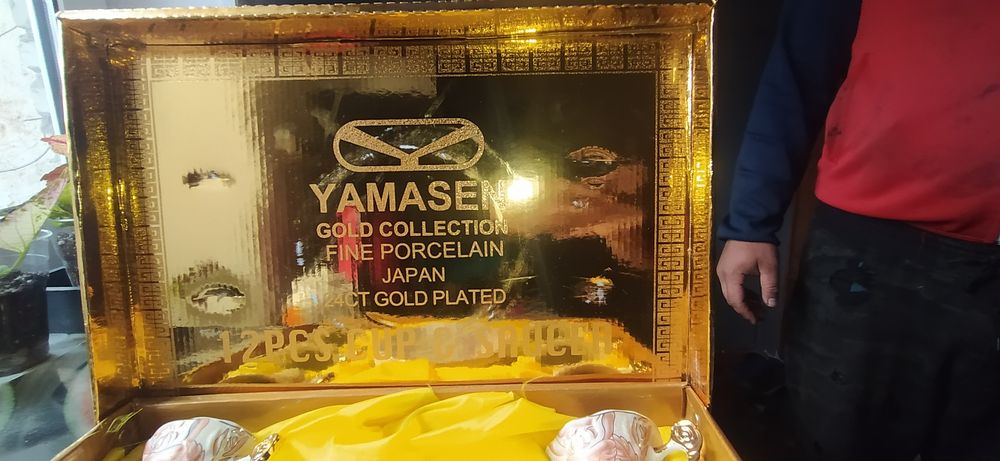 YAMASEN
GOLD COLLECTION
FINE PORCELAIN
JAPAN
24CT GOLD PLATED
12PCS.CUP & SAUCER